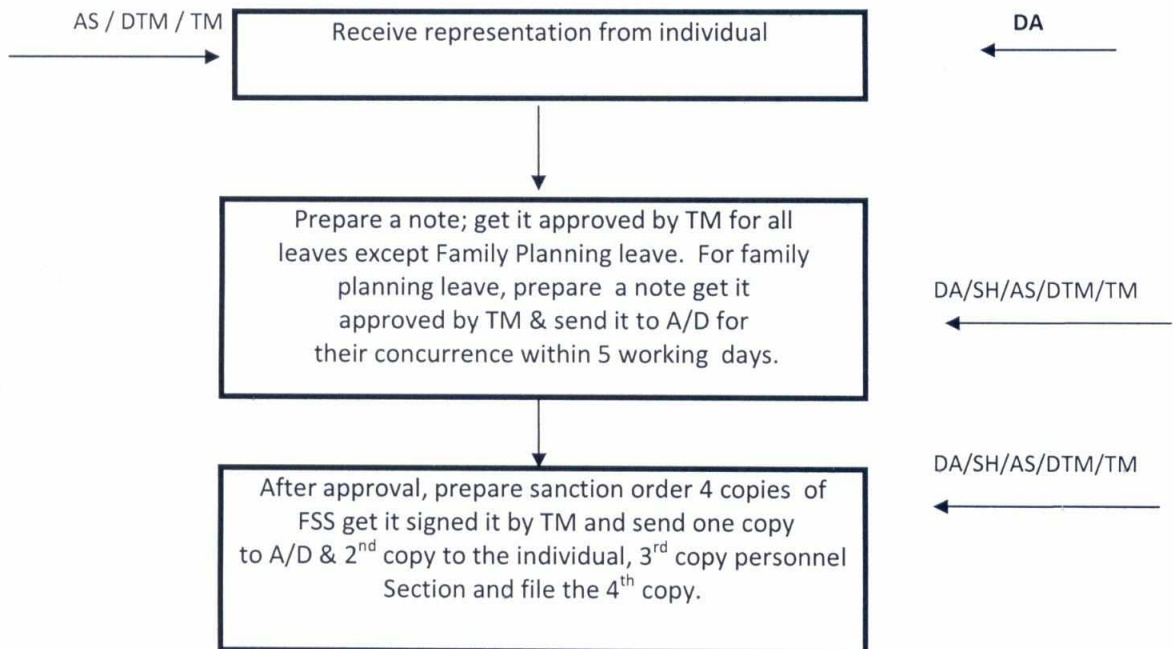 AS / DTM / TM
Receive representation from individual
DA
Prepare a note; get it approved by TM for all
leaves except Family Planning leave. For family
planning leave, prepare a note get it
approved by TM & send it to A/D for
their concurrence within 5 working days.
DA/SH/AS/DTM/TM
After approval, prepare sanction order 4 copies of
FSS get it signed it by TM and send one copy
to A/D & 2nd copy to the individual, 3rd copy personnel
Section and file the 4th copy.
DA/SH/AS/DTM/TM